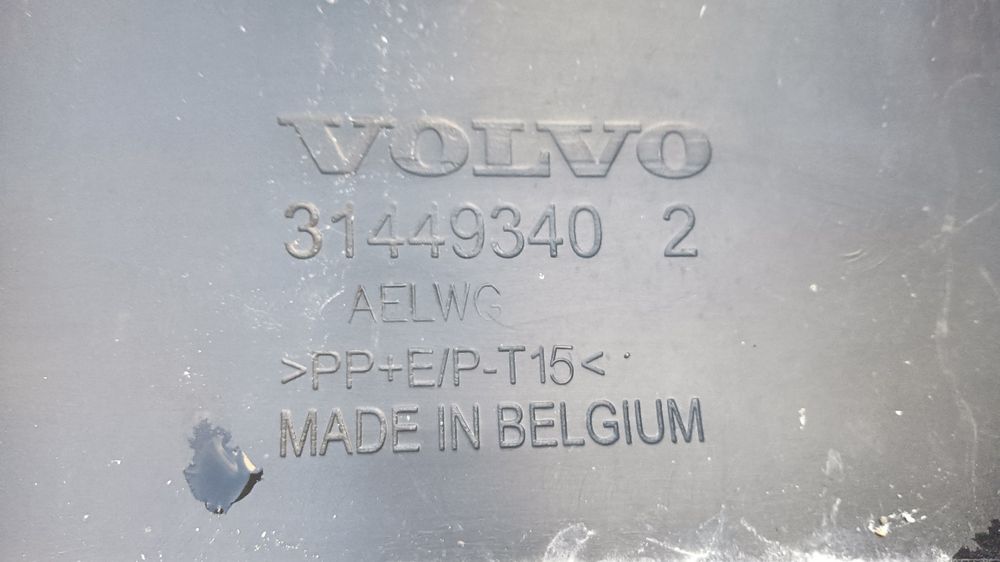 VOLVO
31449340 2
AELWG
>PP+E/P-T15<
MADE IN BELGIUM